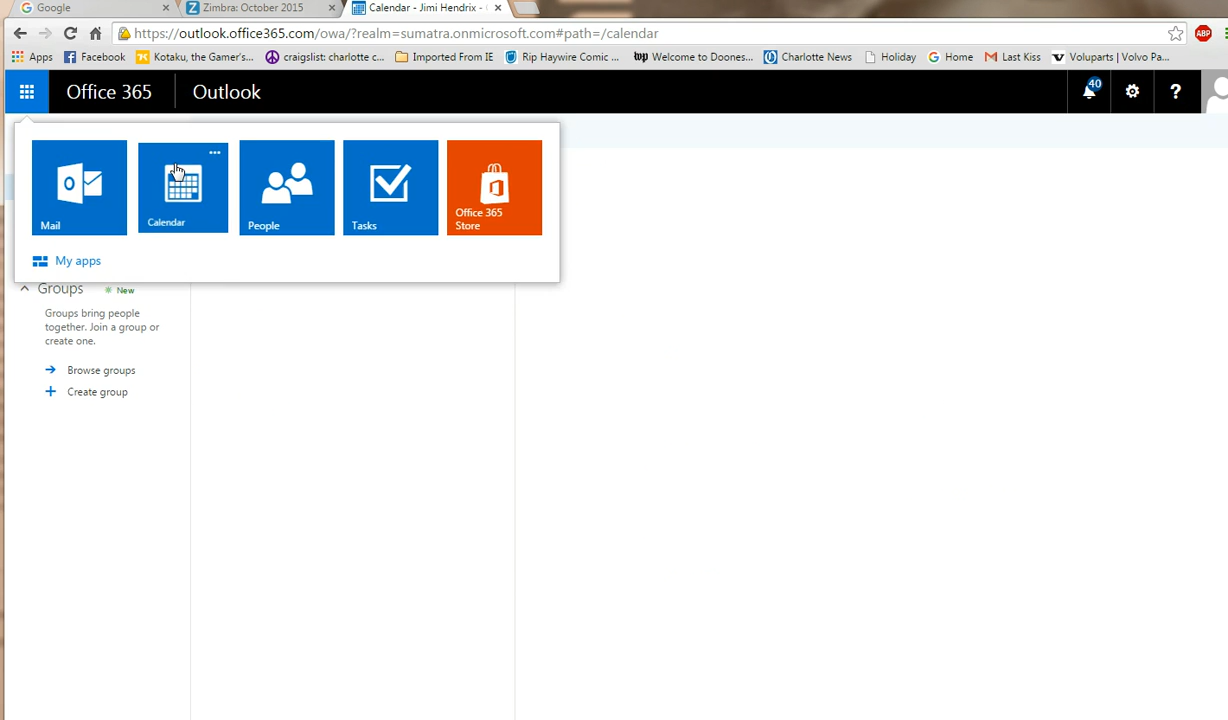 Google
Zimbra: October 2015
Calendar - Jimi Hendrix -
https://outlook.office365.com/owa/?realm=sumatra.onmicrosoft.com#path=/calendar
ABP
Apps Facebook Kotaku, the Gamer's... craigslist: charlotte c... Imported From IE Rip Haywire Comic ... wp Welcome to Doones... Charlotte News Holiday Home Last Kiss Voluparts | Volvo Pa...
Office 365 Outlook 40 ?
Mail
Calendar
People
Tasks
Office 365
Store
My apps
Groups New
Groups bring people
together. Join a group or
create one.
Browse groups
Create group